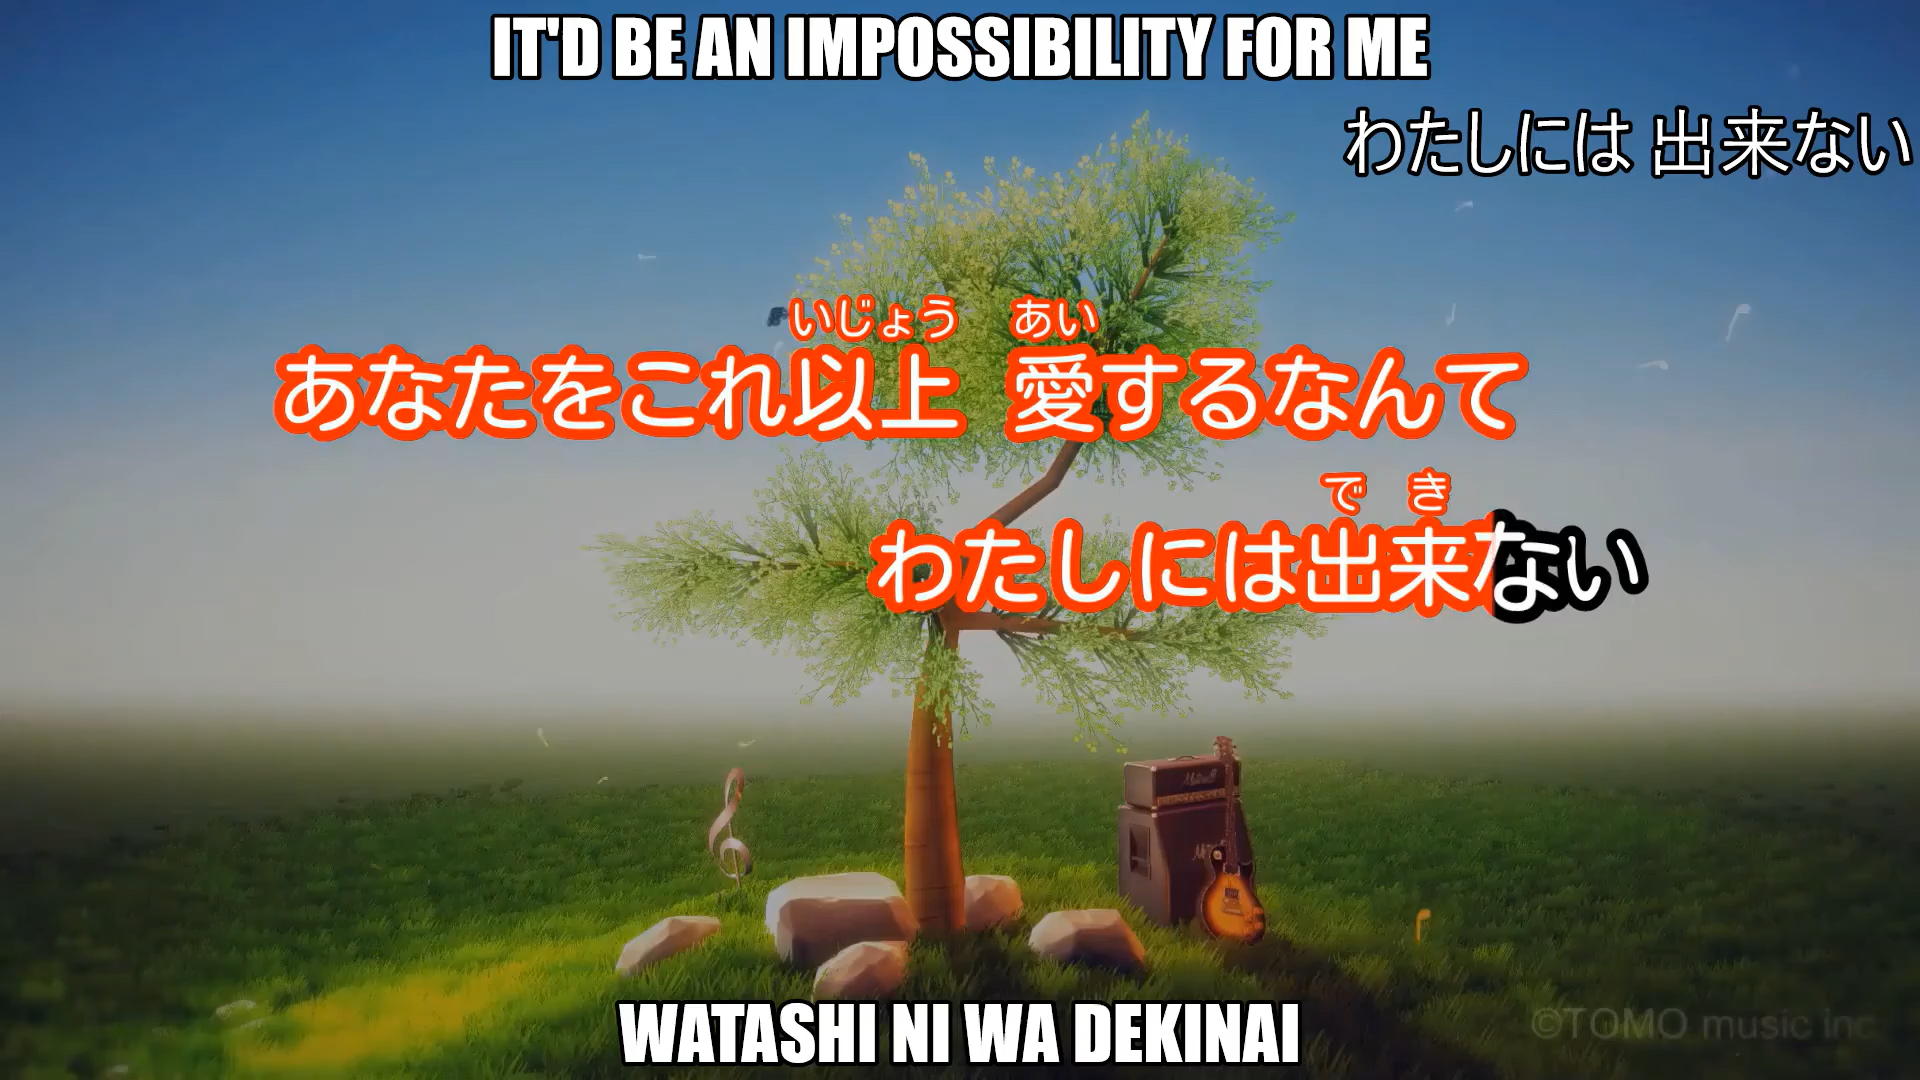 IT'D BE AN IMPOSSIBILITY FOR ME
わたしには 出来ない
いじょう あい
あなたをこれ以上 愛するなんて
で き
わたしには出来ない
Marshall
WATASHI NI WA DEKINAI
©TOMO music inc